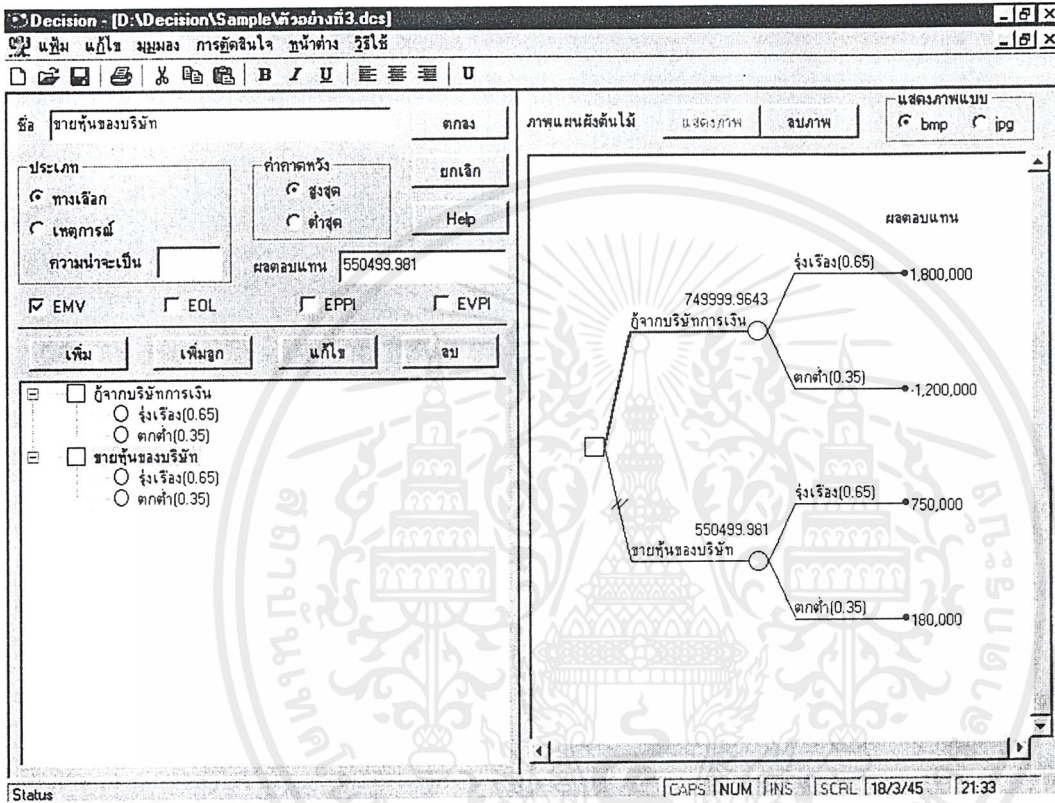 Decision - [D:\Decision\Sample\ตัวอย่างที่3.dcs]
แฟ้ม แก้ไข มุมมอง การตัดสินใจ หน้าต่าง วิธีใช้
B I U U
ชื่อ ขายหุ้นของบริษัท ตกลง
ประเภท
ทางเลือก
เหตุการณ์
ความน่าจะเป็น
ค่าคาดหวัง
สูงสุด
ต่ำสุด
ยกเลิก
Help
ผลตอบแทน 550499.981
EMV EOL EPPI EVPI
เพิ่ม เพิ่มลูก แก้ไข ลบ
กู้จากบริษัทการเงิน
รุ่งเรือง(0.65)
ตกต่ำ(0.35)
ขายหุ้นของบริษัท
รุ่งเรือง(0.65)
ตกต่ำ(0.35)
ภาพแผนผังต้นไม้ แสดงภาพ ลบภาพ
แสดงภาพแบบ
bmp jpg
ผลตอบแทน
รุ่งเรือง(0.65)
1,800,000
749999.9643
กู้จากบริษัทการเงิน
ตกต่ำ(0.35)
-1,200,000
รุ่งเรือง(0.65)
750,000
550499.981
ขายหุ้นของบริษัท
ตกต่ำ(0.35)
180,000
Status CAPS NUM INS SCRL 18/3/45 21:33